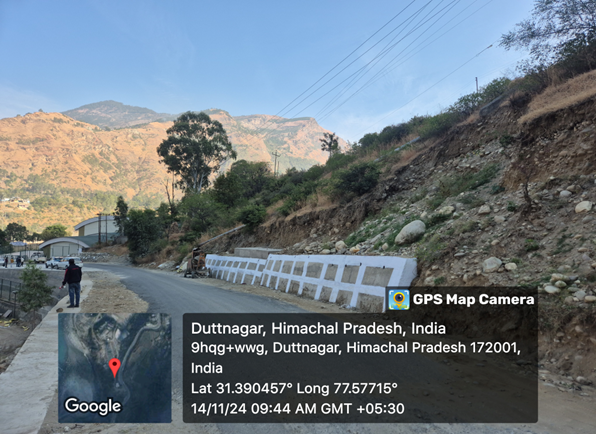 GPS Map Camera
Duttnagar, Himachal Pradesh, India
9hqg+wwg, Duttnagar, Himachal Pradesh 172001,
India
Lat 31.390457° Long 77.57715°
14/11/24 09:44 AM GMT +05:30
Google